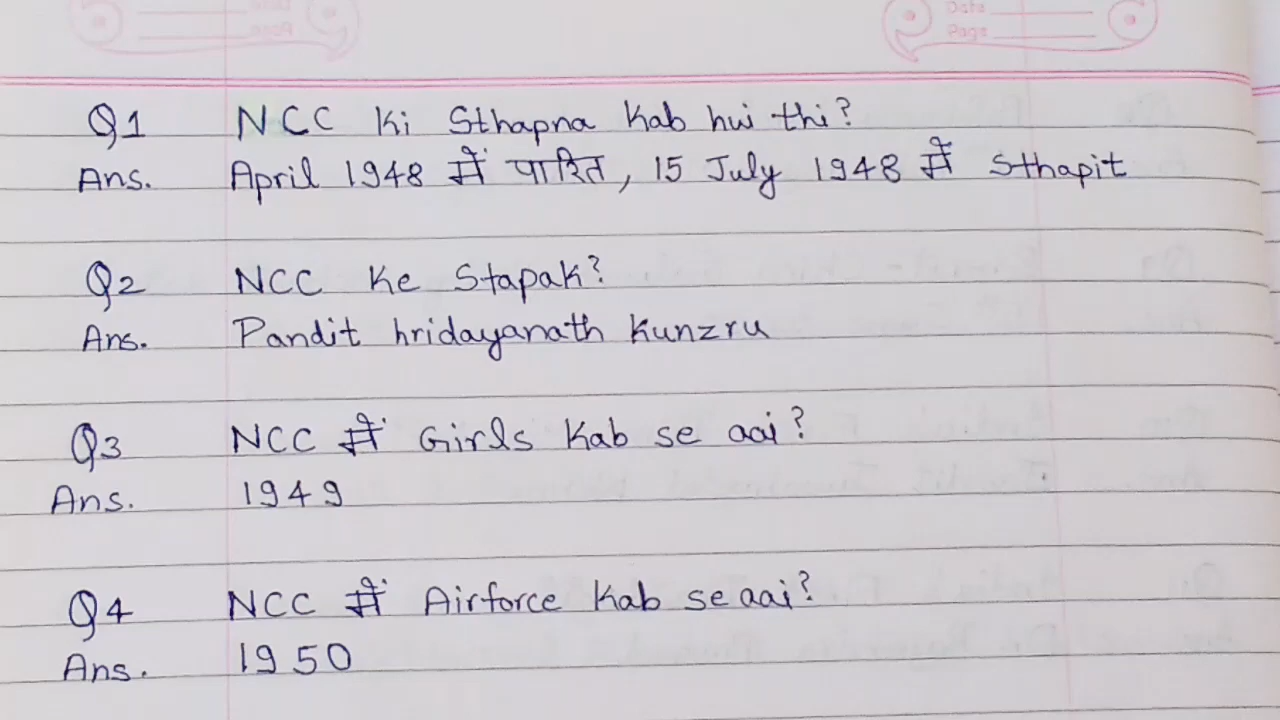 Date
Page
Q1 NCC ki Sthapna kab hui thi?
Ans. April 1948 में पारित, 15 July 1948 में Sthapit
Q2 NCC ke Stapak?
Ans. Pandit hridayanath kunzru
Q3 NCC में Girls kab se aai?
Ans. 1949
Q4 NCC में Airforce kab se aai?
Ans. 1950